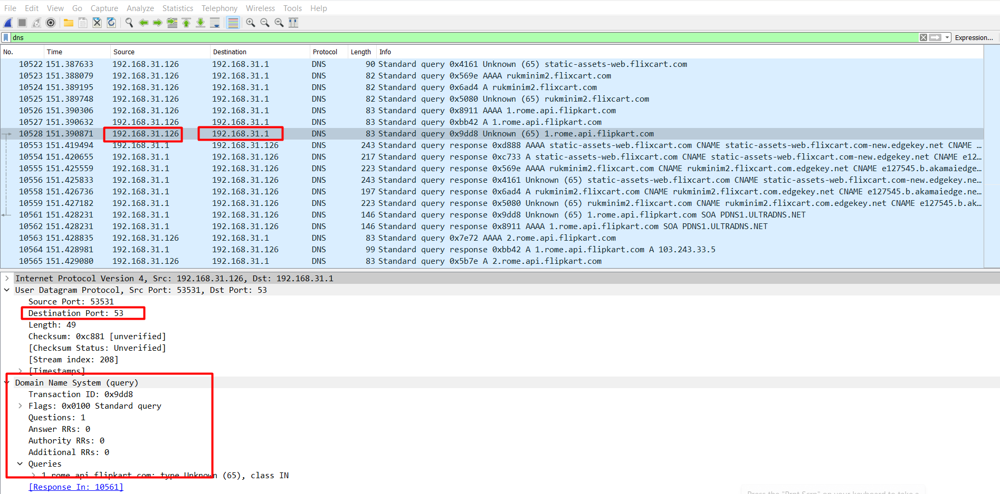 File Edit View Go Capture Analyze Statistics Telephony Wireless Tools Help
dns Expression...
No. Time Source Destination Protocol Length Info
10522 151.387633 192.168.31.126 192.168.31.1 DNS 90 Standard query 0x4161 Unknown (65) static-assets-web.flixcart.com
10523 151.388079 192.168.31.126 192.168.31.1 DNS 82 Standard query 0x569e AAAA rukminim2.flixcart.com
10524 151.389195 192.168.31.126 192.168.31.1 DNS 82 Standard query 0x6ad4 A rukminim2.flixcart.com
10525 151.389748 192.168.31.126 192.168.31.1 DNS 82 Standard query 0x5080 Unknown (65) rukminim2.flixcart.com
10526 151.390306 192.168.31.126 192.168.31.1 DNS 83 Standard query 0x8911 AAAA 1.rome.api.flipkart.com
10527 151.390632 192.168.31.126 192.168.31.1 DNS 83 Standard query 0xbb42 A 1.rome.api.flipkart.com
10528 151.390871 192.168.31.126 192.168.31.1 DNS 83 Standard query 0x9dd8 Unknown (65) 1.rome.api.flipkart.com
10553 151.419494 192.168.31.1 192.168.31.126 DNS 243 Standard query response 0xd888 AAAA static-assets-web.flixcart.com CNAME static-assets-web.flixcart.com-new.edgekey.net CNAME …
10554 151.420655 192.168.31.1 192.168.31.126 DNS 217 Standard query response 0xc733 A static-assets-web.flixcart.com CNAME static-assets-web.flixcart.com-new.edgekey.net CNAME e12…
10555 151.425559 192.168.31.1 192.168.31.126 DNS 223 Standard query response 0x569e AAAA rukminim2.flixcart.com CNAME rukminim2.flixcart.com.edgekey.net CNAME e127545.b.akamaiedge…
10556 151.425833 192.168.31.1 192.168.31.126 DNS 243 Standard query response 0x4161 Unknown (65) static-assets-web.flixcart.com CNAME static-assets-web.flixcart.com-new.edgekey.ne…
10558 151.426736 192.168.31.1 192.168.31.126 DNS 197 Standard query response 0x6ad4 A rukminim2.flixcart.com CNAME rukminim2.flixcart.com.edgekey.net CNAME e127545.b.akamaiedge.ne…
10559 151.427182 192.168.31.1 192.168.31.126 DNS 223 Standard query response 0x5080 Unknown (65) rukminim2.flixcart.com CNAME rukminim2.flixcart.com.edgekey.net CNAME e127545.b.ak…
10561 151.428231 192.168.31.1 192.168.31.126 DNS 146 Standard query response 0x9dd8 Unknown (65) 1.rome.api.flipkart.com SOA PDNS1.ULTRADNS.NET
10562 151.428231 192.168.31.1 192.168.31.126 DNS 146 Standard query response 0x8911 AAAA 1.rome.api.flipkart.com SOA PDNS1.ULTRADNS.NET
10563 151.428835 192.168.31.126 192.168.31.1 DNS 83 Standard query 0x7e72 AAAA 2.rome.api.flipkart.com
10564 151.428981 192.168.31.1 192.168.31.126 DNS 99 Standard query response 0xbb42 A 1.rome.api.flipkart.com A 103.243.33.5
10565 151.429080 192.168.31.126 192.168.31.1 DNS 83 Standard query 0x5b7e A 2.rome.api.flipkart.com
Internet Protocol Version 4, Src: 192.168.31.126, Dst: 192.168.31.1
User Datagram Protocol, Src Port: 53531, Dst Port: 53
Source Port: 53531
Destination Port: 53
Length: 49
Checksum: 0xc881 [unverified]
[Checksum Status: Unverified]
[Stream index: 208]
[Timestamps]
Domain Name System (query)
Transaction ID: 0x9dd8
Flags: 0x0100 Standard query
Questions: 1
Answer RRs: 0
Authority RRs: 0
Additional RRs: 0
Queries
1.rome.api.flipkart.com: type Unknown (65), class IN
[Response In: 10561]
Press the "Prnt Scrn" on your keyboard to take a